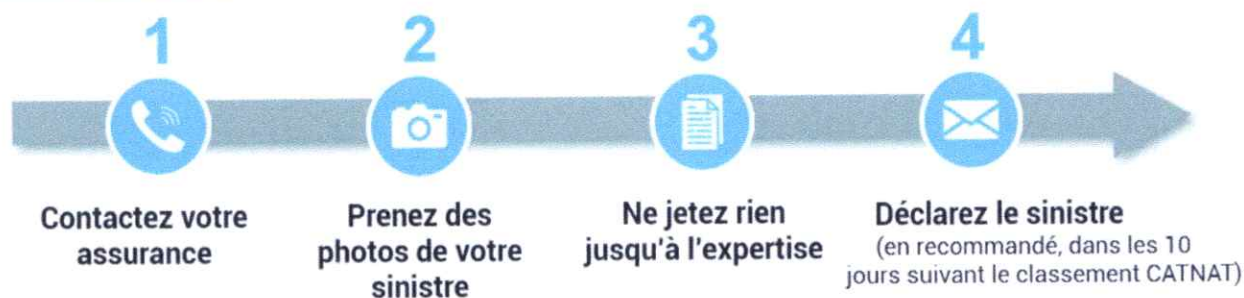 1
Contactez votre
assurance
2
Prenez des
photos de votre
sinistre
3
Ne jetez rien
jusqu'à l'expertise
4
Déclarez le sinistre
(en recommandé, dans les 10
jours suivant le classement CATNAT)